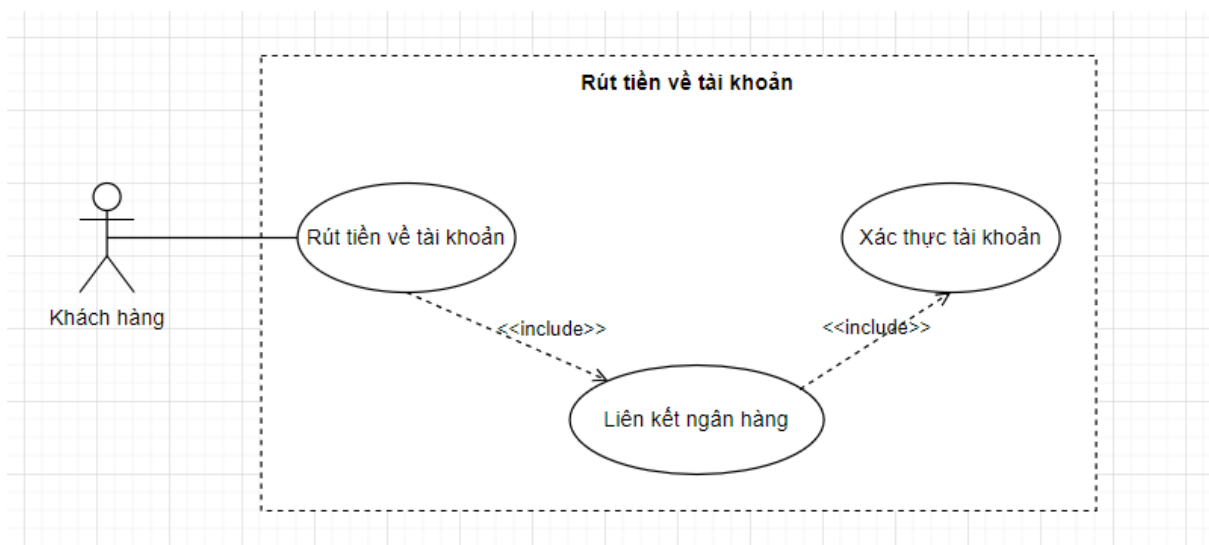 Rút tiền về tài khoản
Rút tiền về tài khoản
Xác thực tài khoản
Khách hàng
<<include>>
<<include>>
Liên kết ngân hàng